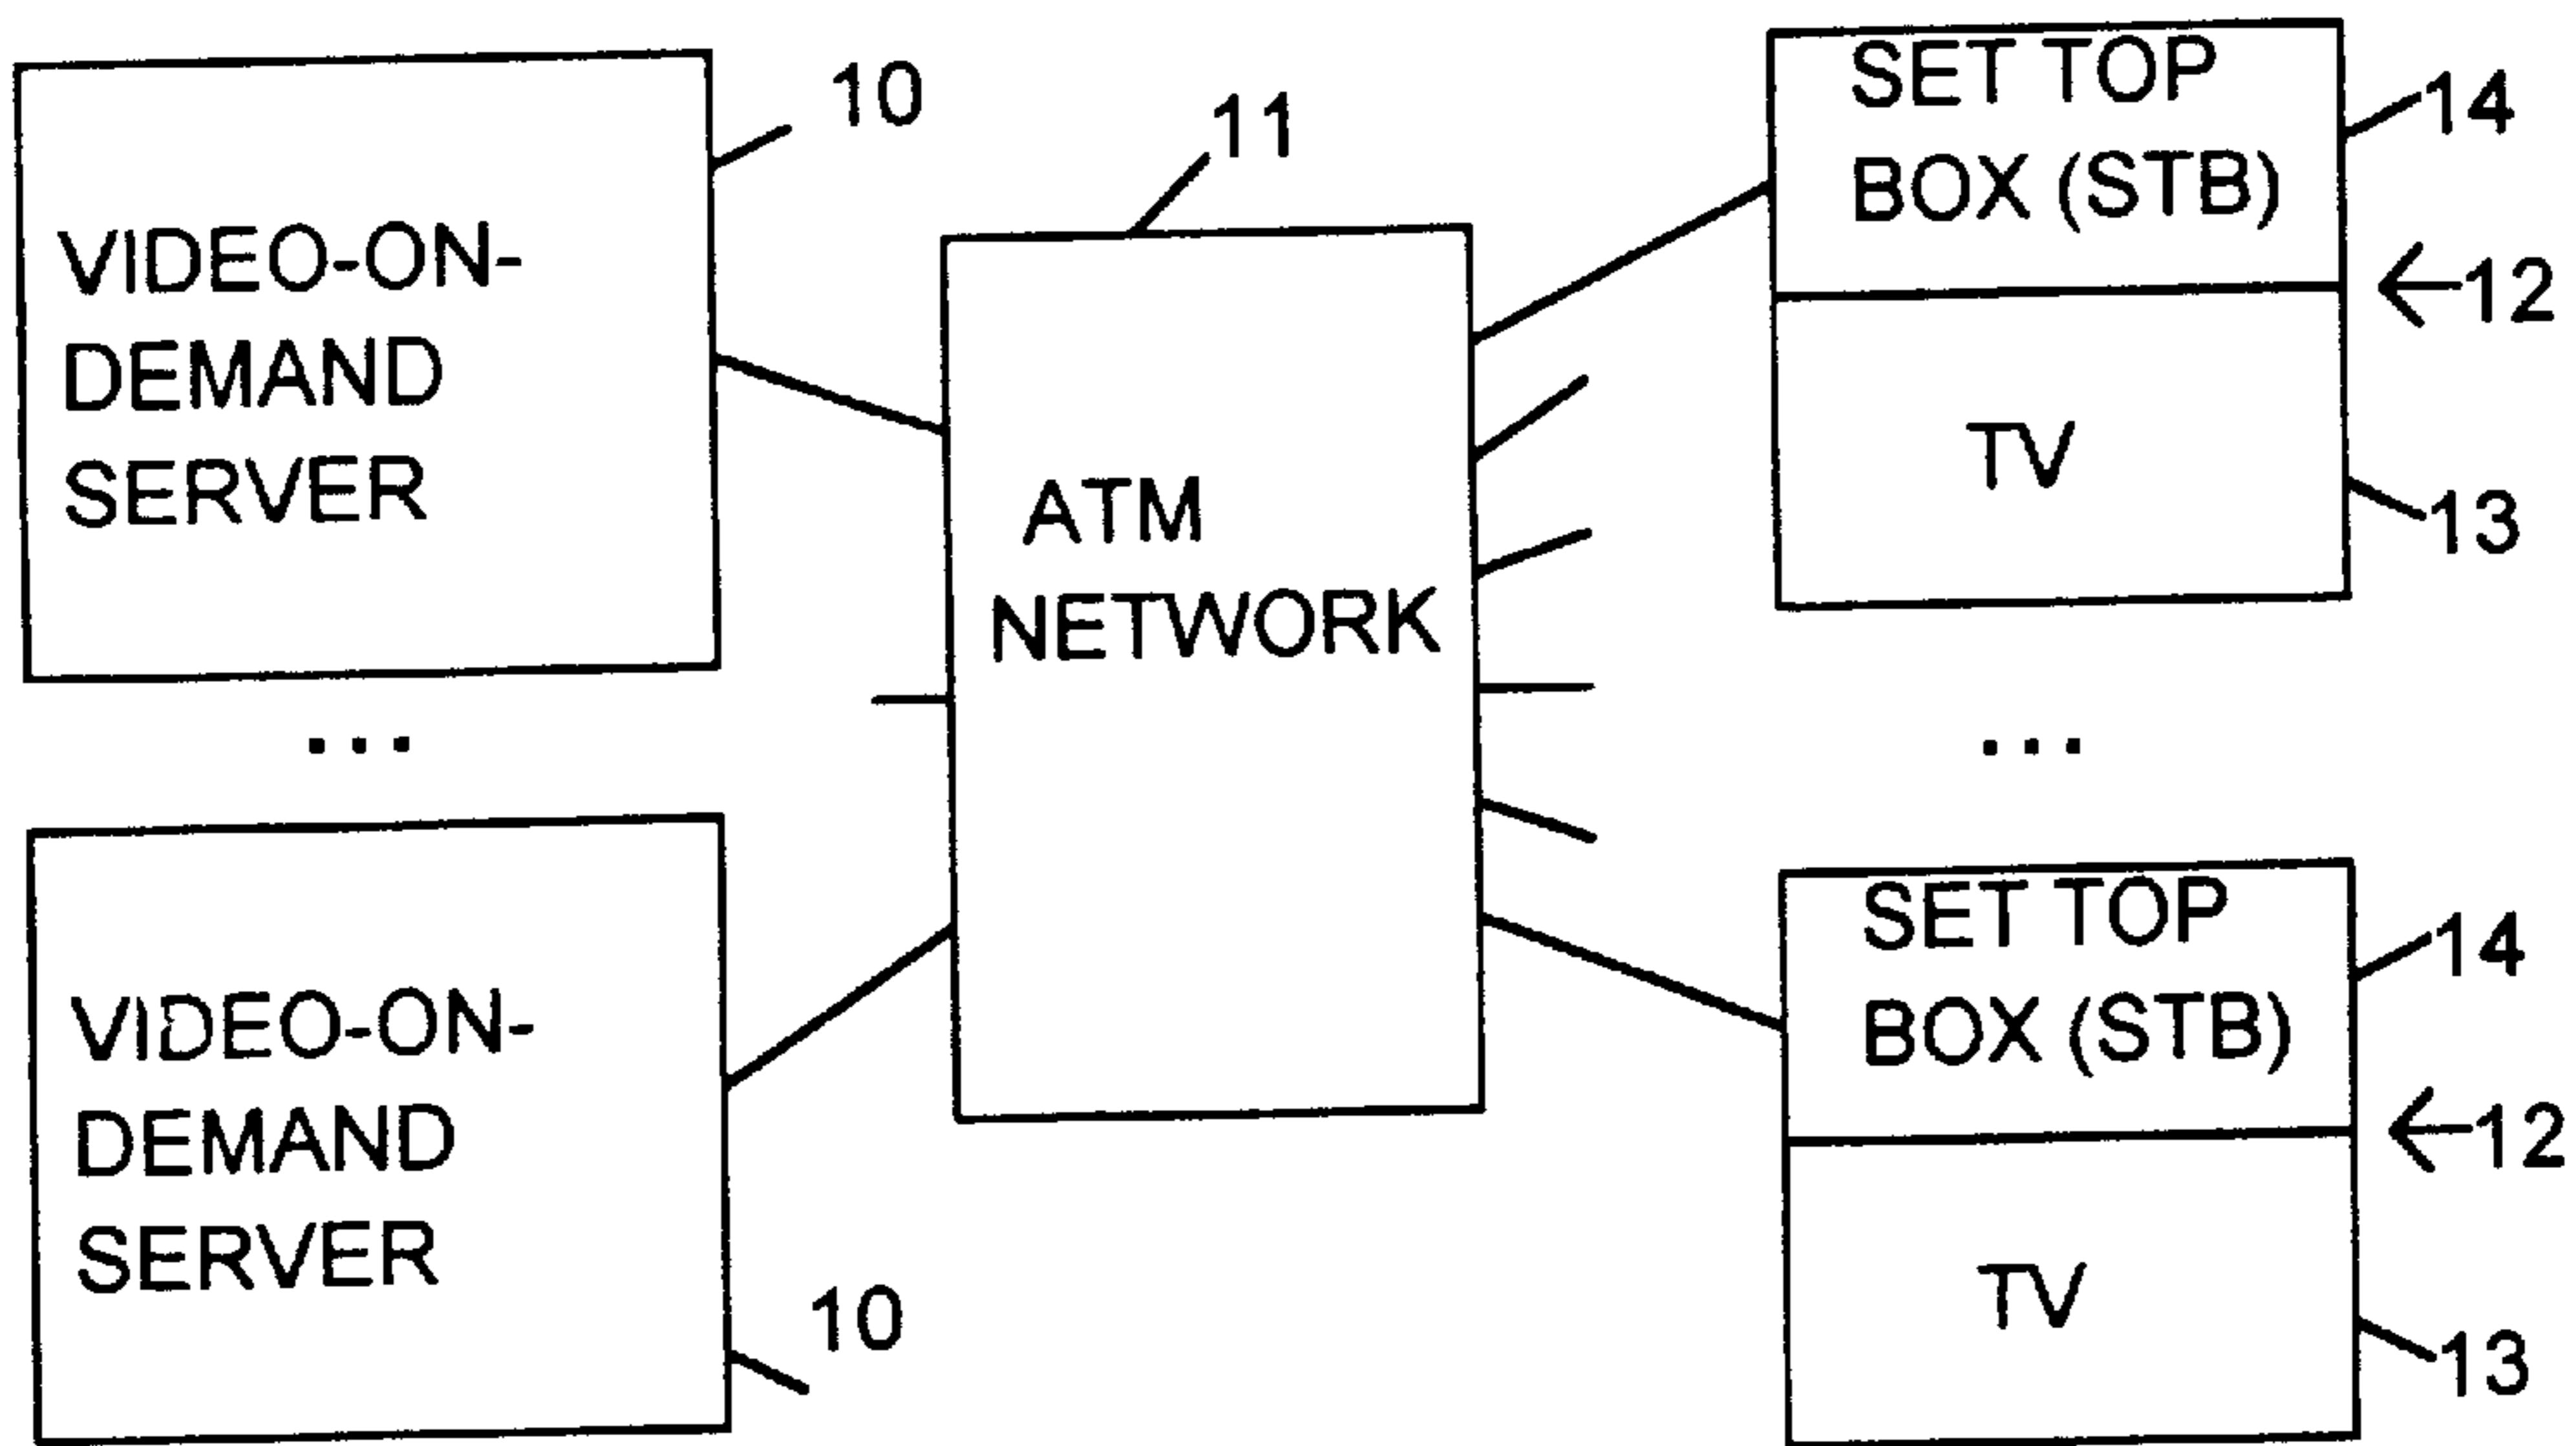 VIDEO-ON-
DEMAND
SERVER
10
11
ATM
NETWORK
SET TOP
BOX (STB)
14
12
TV
13
...
...
VIDEO-ON-
DEMAND
SERVER
10
SET TOP
BOX (STB)
14
12
TV
13